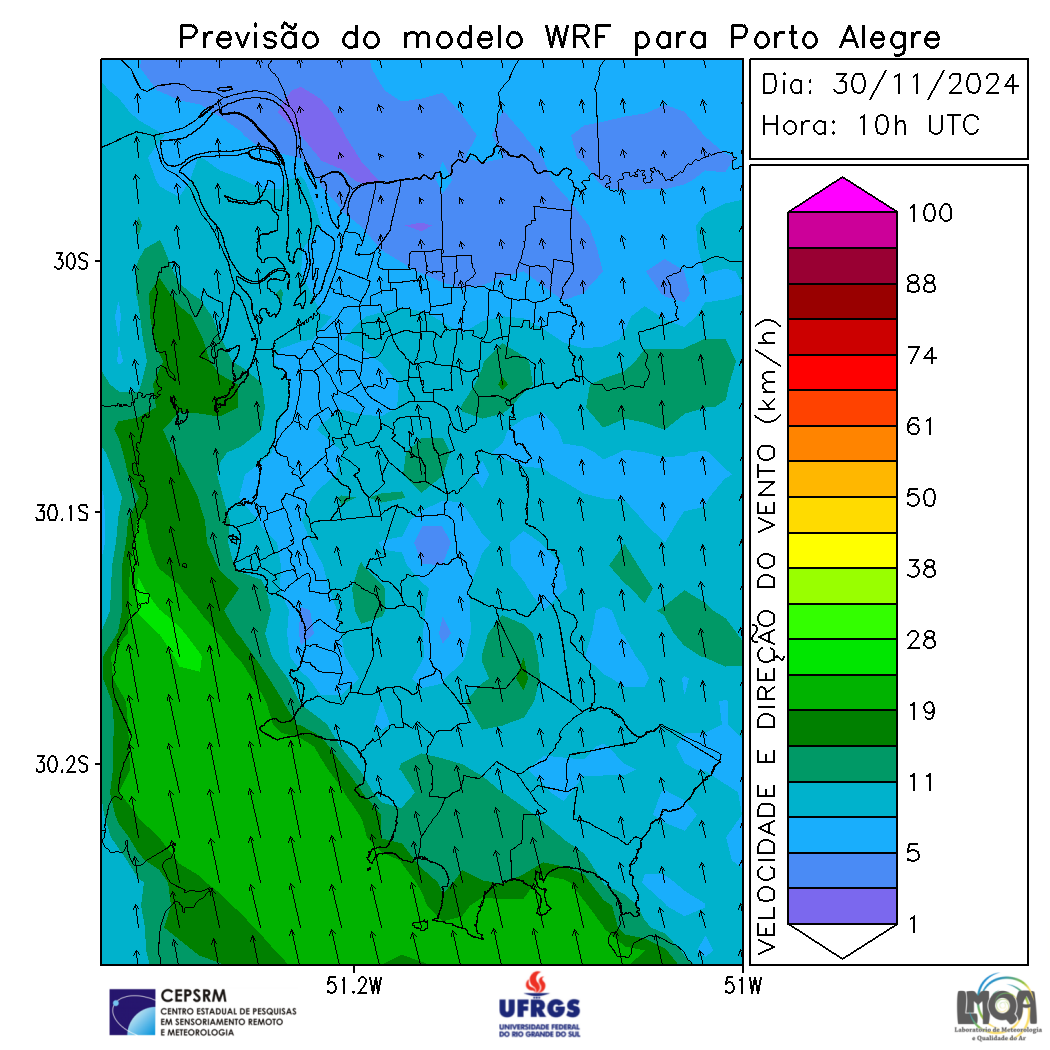 Previsão do modelo WRF para Porto Alegre
Dia: 30/11/2024
Hora: 10h UTC
30S
30.1S
30.2S
51.2W
51W
VELOCIDADE E DIREÇÃO DO VENTO (km/h)
100
88
74
61
50
38
28
19
11
5
1
CEPSRM
CENTRO ESTADUAL DE PESQUISAS
EM SENSORIAMENTO REMOTO
E METEOROLOGIA
UFRGS
UNIVERSIDADE FEDERAL
DO RIO GRANDE DO SUL
LMQA
Laboratório de Meteorologia
e Qualidade do Ar